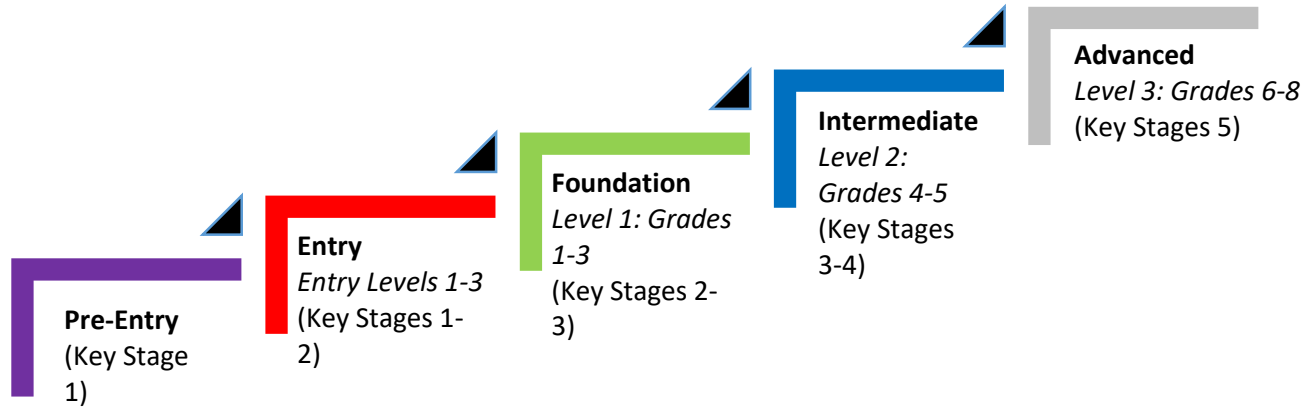 Pre-Entry
(Key Stage
1)
Entry
Entry Levels 1-3
(Key Stages 1-
2)
Foundation
Level 1: Grades
1-3
(Key Stages 2-
3)
Intermediate
Level 2:
Grades 4-5
(Key Stages
3-4)
Advanced
Level 3: Grades 6-8
(Key Stages 5)